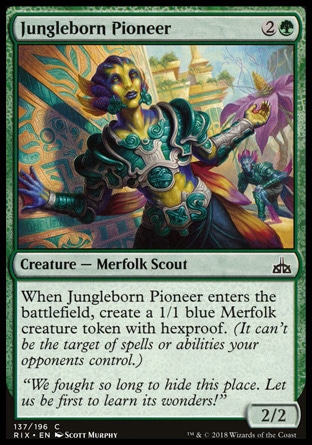 Jungleborn Pioneer 2
Creature — Merfolk Scout
When Jungleborn Pioneer enters the
battlefield, create a 1/1 blue Merfolk
creature token with hexproof. (It can't
be the target of spells or abilities your
opponents control.)
“We fought so long to hide this place. Let
us be first to learn its wonders!”
2/2
137/196 C
RIX • EN Scott Murphy
™ & © 2018 Wizards of the Coast